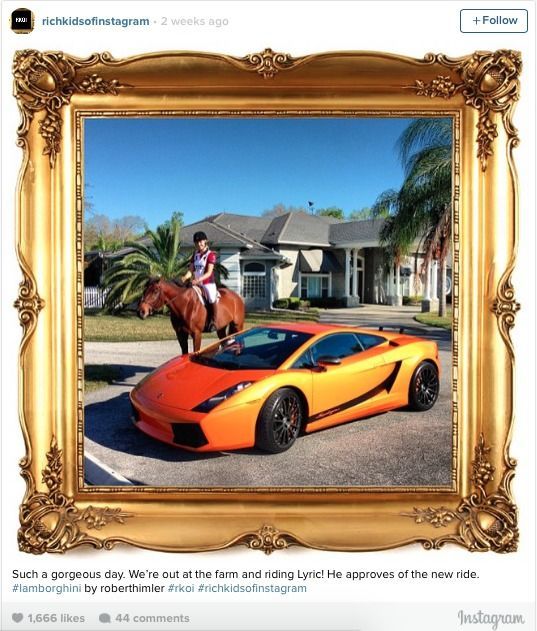 RKOI richkidsofinstagram • 2 weeks ago + Follow
Such a gorgeous day. We're out at the farm and riding Lyric! He approves of the new ride.
#lamborghini by roberthimler #rkoi #richkidsofinstagram
1,666 likes 44 comments Instagram